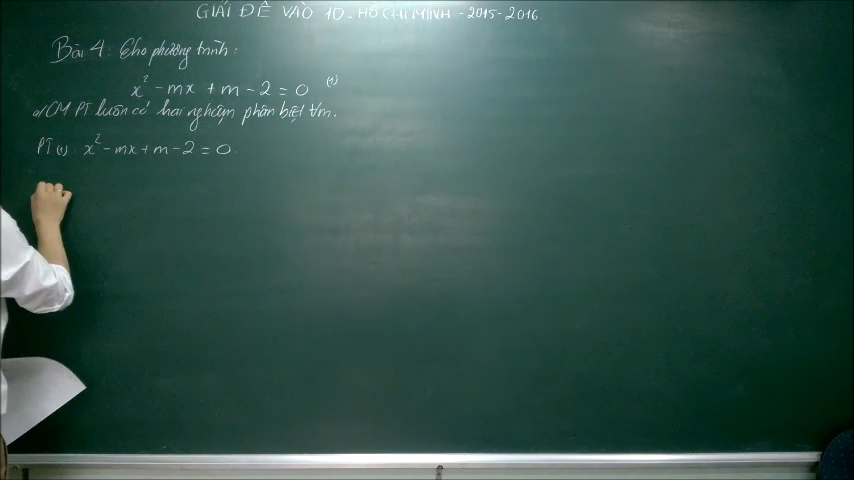 GIẢI ĐỀ VÀO 10 - HỒ CHÍ MINH - 2015-2016
Bài 4: Cho phương trình:
x² - mx + m - 2 = 0 (1)
a/ CM PT luôn có hai nghiệm phân biệt ∀m.
PT (1): x² - mx + m - 2 = 0.